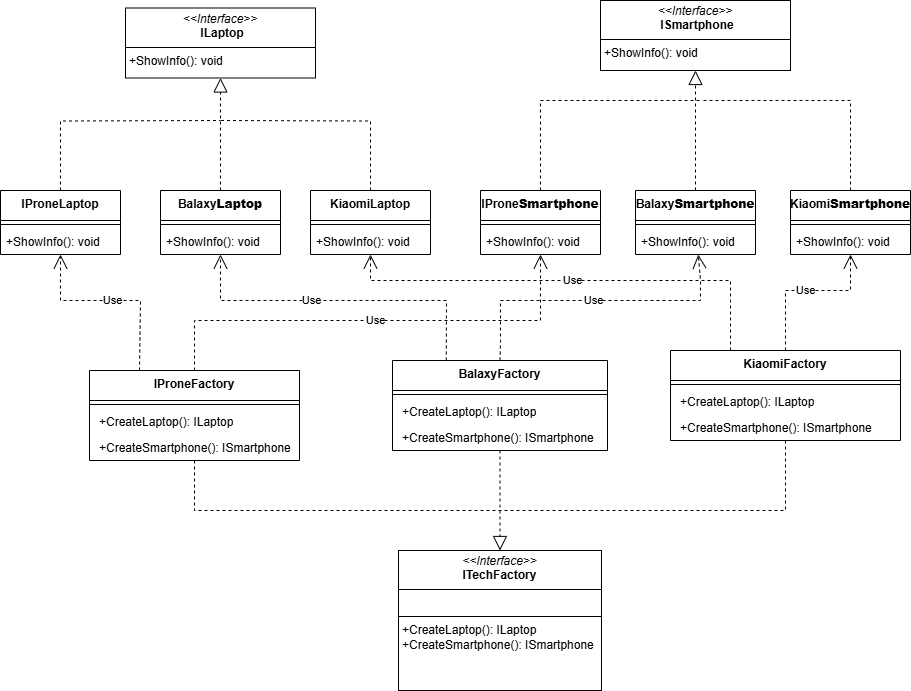 <<Interface>>
ILaptop
+ShowInfo(): void
<<Interface>>
ISmartphone
+ShowInfo(): void
IProneLaptop
+ShowInfo(): void
BalaxyLaptop
+ShowInfo(): void
KiaomiLaptop
+ShowInfo(): void
IProneSmartphone
+ShowInfo(): void
BalaxySmartphone
+ShowInfo(): void
KiaomiSmartphone
+ShowInfo(): void
Use
Use
Use
Use
Use
Use
IProneFactory
+CreateLaptop(): ILaptop
+CreateSmartphone(): ISmartphone
BalaxyFactory
+CreateLaptop(): ILaptop
+CreateSmartphone(): ISmartphone
KiaomiFactory
+CreateLaptop(): ILaptop
+CreateSmartphone(): ISmartphone
<<Interface>>
ITechFactory
+CreateLaptop(): ILaptop
+CreateSmartphone(): ISmartphone